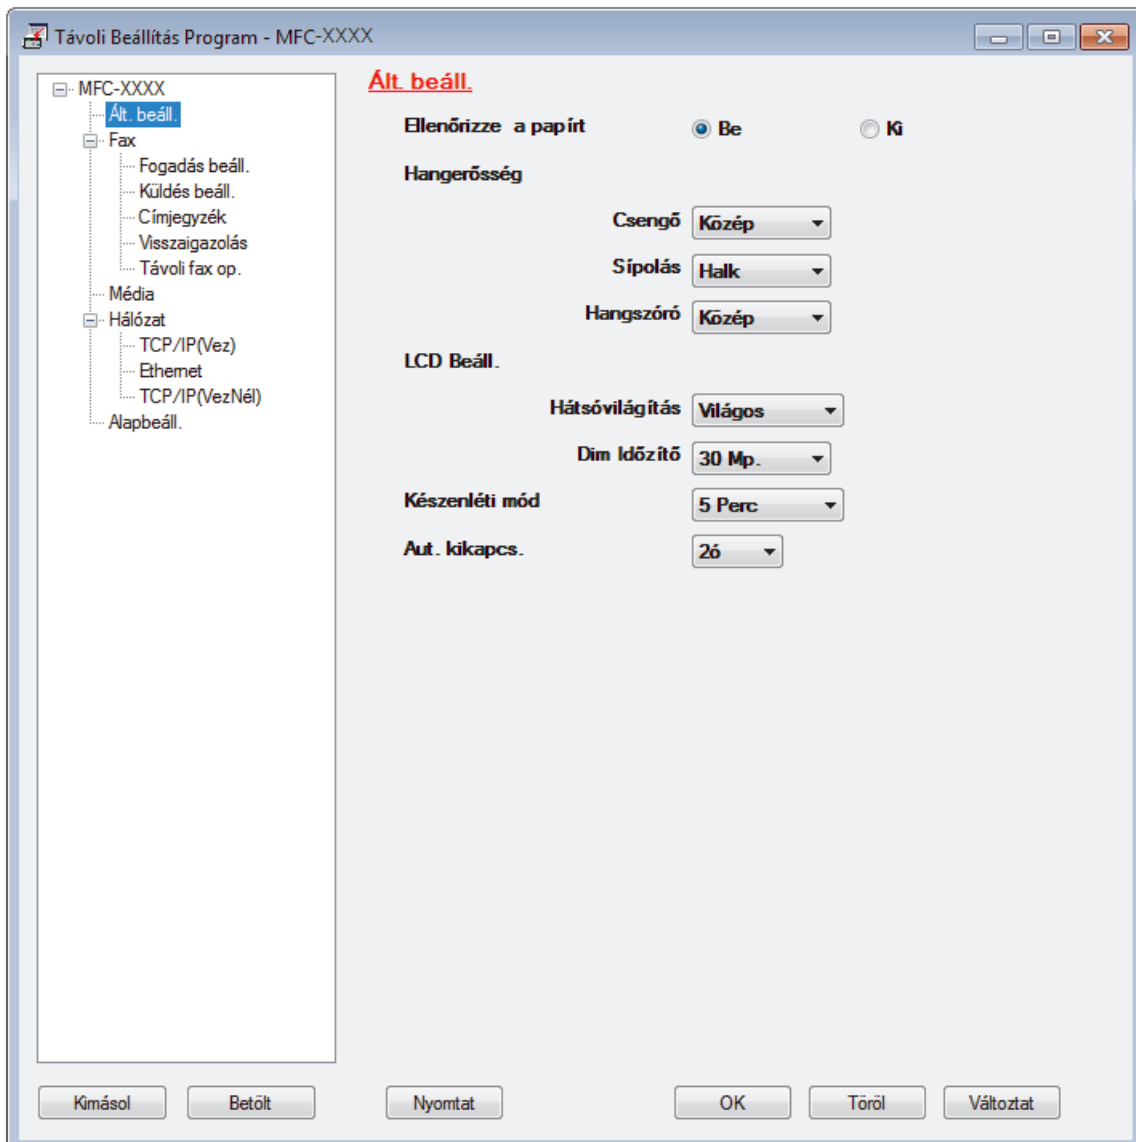 Távoli Beállítás Program - MFC-XXXX
MFC-XXXX
Ált. beáll.
Fax
Fogadás beáll.
Küldés beáll.
Címjegyzék
Visszaigazolás
Távoli fax op.
Média
Hálózat
TCP/IP(Vez)
Ethernet
TCP/IP(VezNél)
Alapbeáll.
Ált. beáll.
Ellenőrizze a papírt Be Ki
Hangerősség
Csengő Közép
Sípolás Halk
Hangszóró Közép
LCD Beáll.
Hátsóvilágítás Világos
Dim Időzítő 30 Mp.
Készenléti mód 5 Perc
Aut. kikapcs. 2ó
Kimásol Betölt Nyomtat OK Töröl Változtat